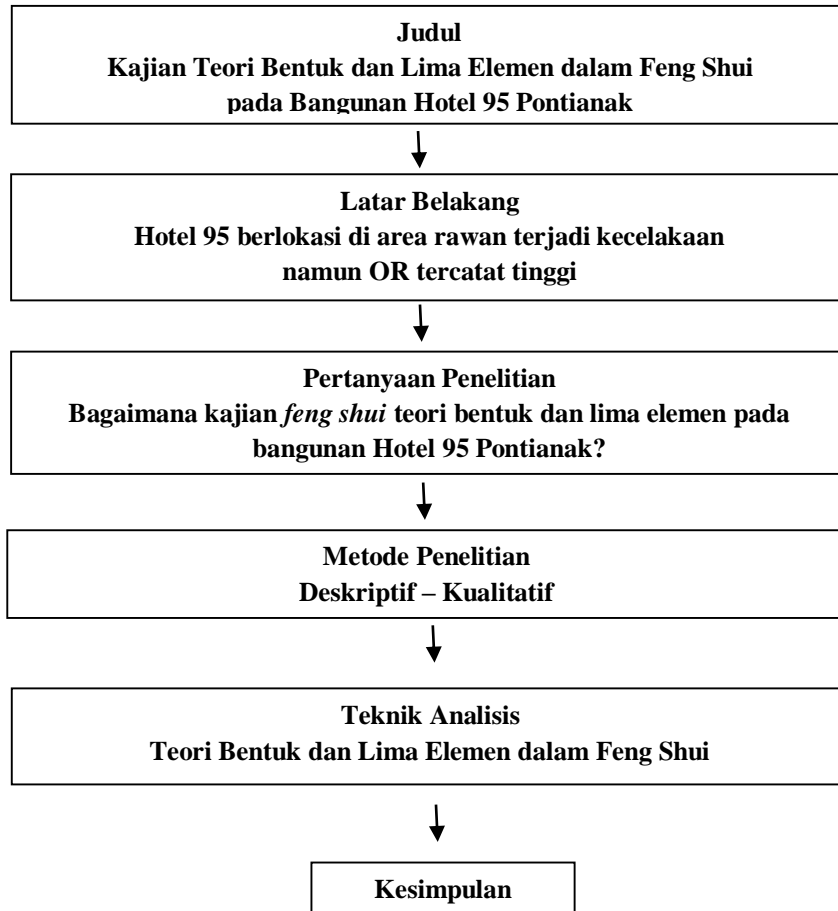 Judul
Kajian Teori Bentuk dan Lima Elemen dalam Feng Shui
pada Bangunan Hotel 95 Pontianak
Latar Belakang
Hotel 95 berlokasi di area rawan terjadi kecelakaan
namun OR tercatat tinggi
Pertanyaan Penelitian
Bagaimana kajian feng shui teori bentuk dan lima elemen pada
bangunan Hotel 95 Pontianak?
Metode Penelitian
Deskriptif – Kualitatif
Teknik Analisis
Teori Bentuk dan Lima Elemen dalam Feng Shui
Kesimpulan